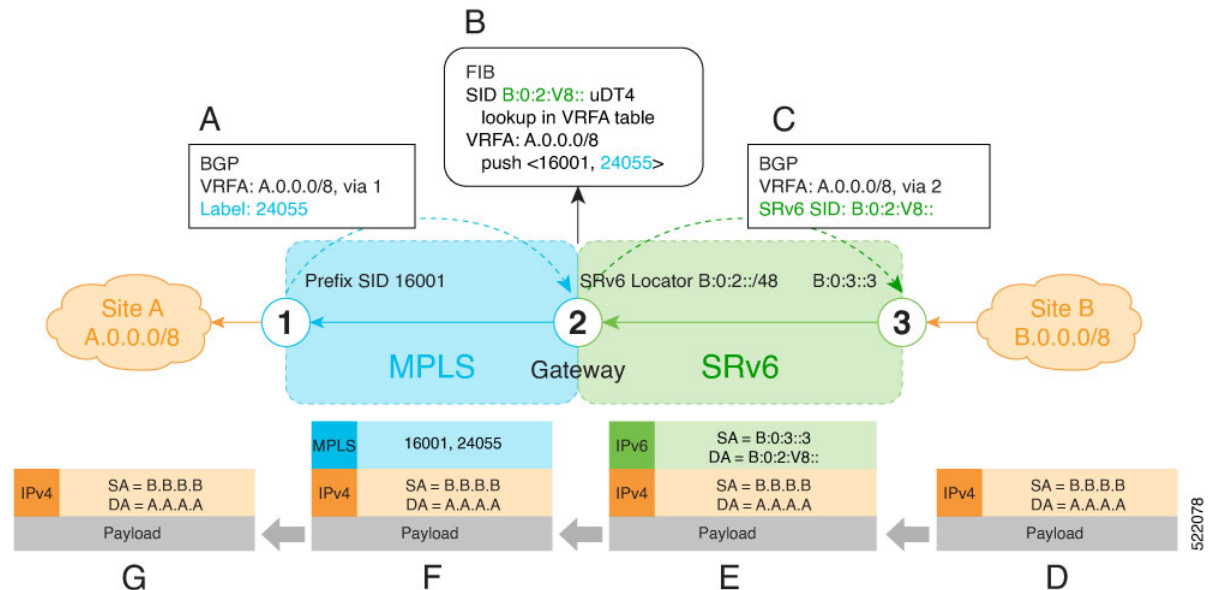 B
FIB
SID B:0:2:V8:: uDT4
lookup in VRFA table
VRFA: A.0.0.0/8
push <16001, 24055>
A
BGP
VRFA: A.0.0.0/8, via 1
Label: 24055
C
BGP
VRFA: A.0.0.0/8, via 2
SRv6 SID: B:0:2:V8::
Prefix SID 16001
SRv6 Locator B:0:2::/48
B:0:3::3
Site A
A.0.0.0/8
1
2
3
Site B
B.0.0.0/8
MPLS
Gateway
SRv6
IPv4
SA = B.B.B.B
DA = A.A.A.A
Payload
G
MPLS
16001, 24055
IPv4
SA = B.B.B.B
DA = A.A.A.A
Payload
F
IPv6
SA = B:0:3::3
DA = B:0:2:V8::
IPv4
SA = B.B.B.B
DA = A.A.A.A
Payload
E
IPv4
SA = B.B.B.B
DA = A.A.A.A
Payload
D
522078